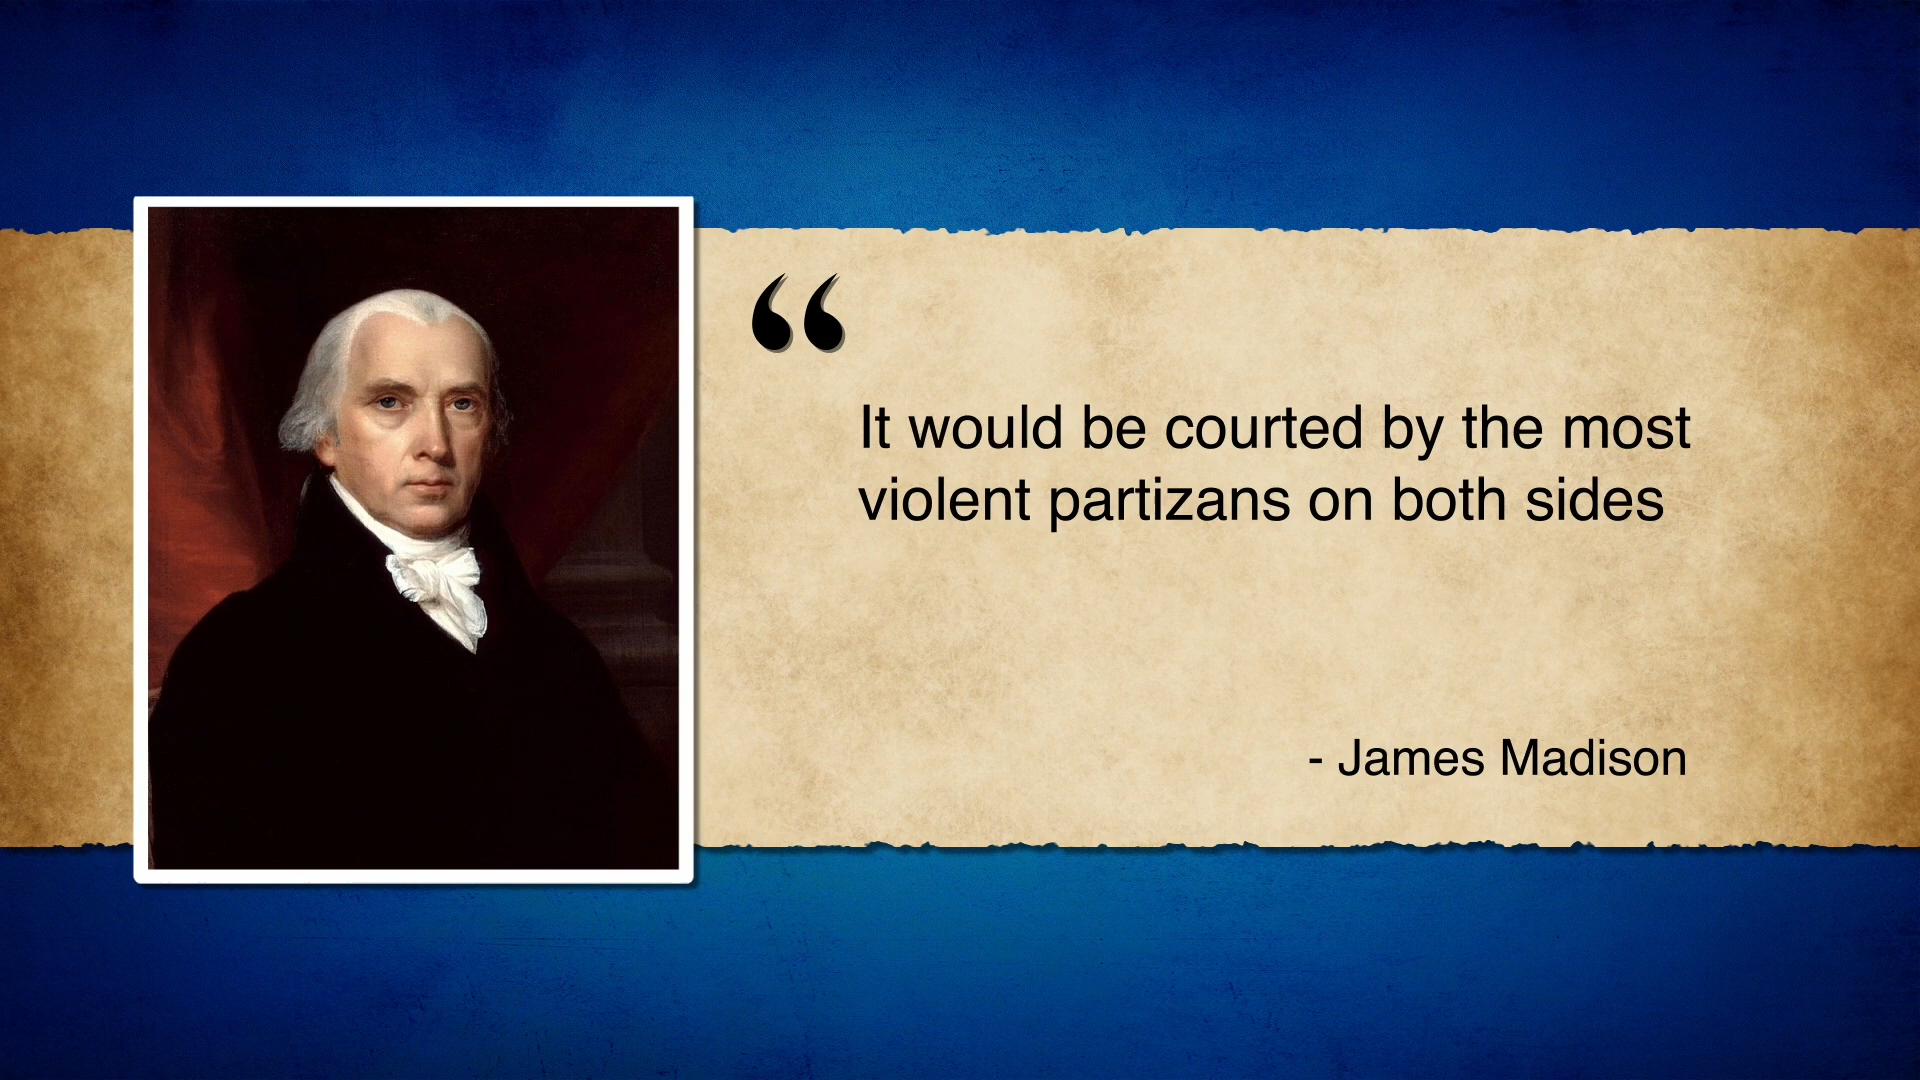 “
It would be courted by the most
violent partizans on both sides
- James Madison